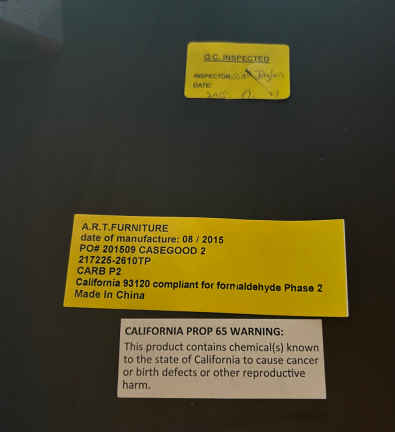 Q.C. INSPECTED
INSPECTOR:
DATE:
A.R.T.FURNITURE
date of manufacture: 08 / 2015
PO# 201509 CASEGOOD 2
217225-2610TP
CARB P2
California 93120 compliant for formaldehyde Phase 2
Made In China
CALIFORNIA PROP 65 WARNING:
This product contains chemical(s) known
to the state of California to cause cancer
or birth defects or other reproductive
harm.